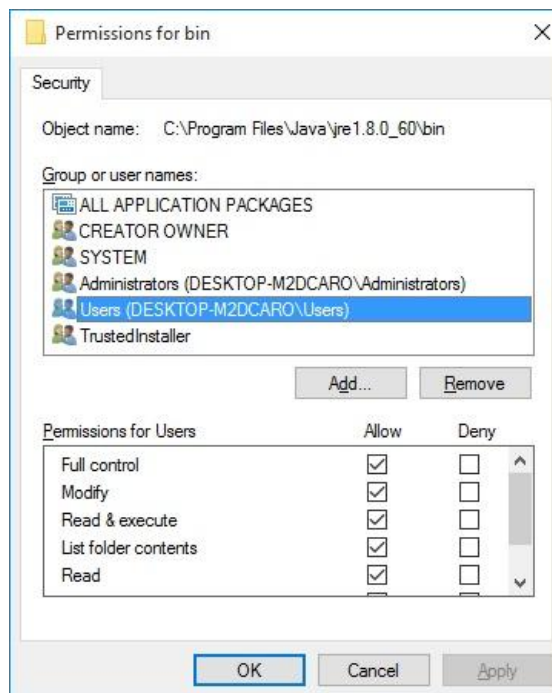 Permissions for bin
Security
Object name: C:\Program Files\Java\jre1.8.0_60\bin
Group or user names:
ALL APPLICATION PACKAGES
CREATOR OWNER
SYSTEM
Administrators (DESKTOP-M2DCARO\Administrators)
Users (DESKTOP-M2DCARO\Users)
TrustedInstaller
Add... Remove
Permissions for Users Allow Deny
Full control
Modify
Read & execute
List folder contents
Read
OK Cancel Apply